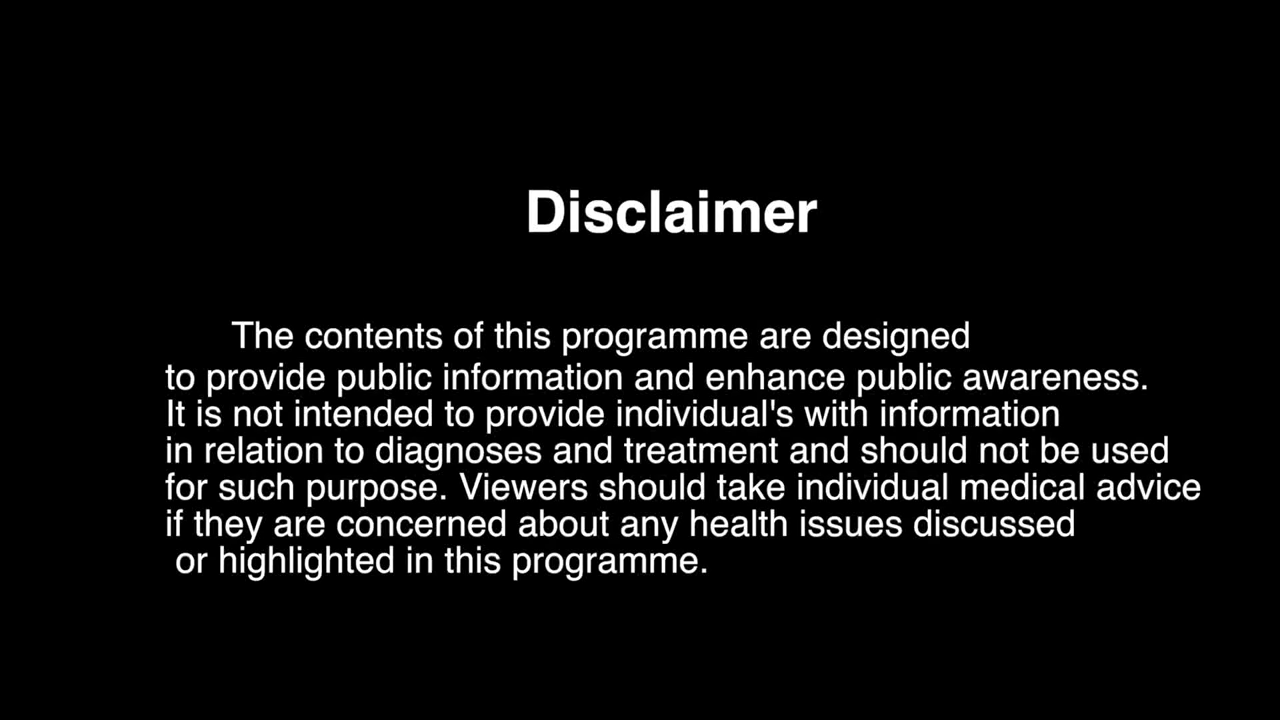 Disclaimer
The contents of this programme are designed
to provide public information and enhance public awareness.
It is not intended to provide individual's with information
in relation to diagnoses and treatment and should not be used
for such purpose. Viewers should take individual medical advice
if they are concerned about any health issues discussed
or highlighted in this programme.